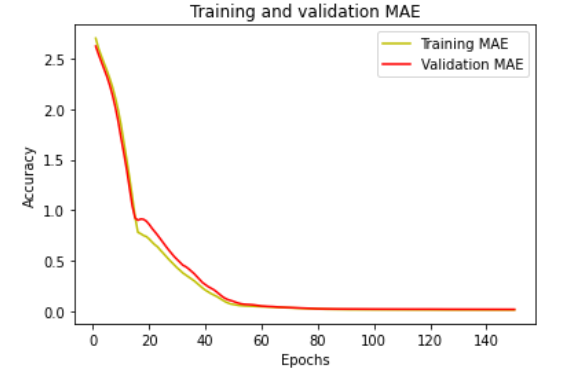 Training and validation MAE
Training MAE
Validation MAE
Accuracy
2.5
2.0
1.5
1.0
0.5
0.0
0 20 40 60 80 100 120 140
Epochs